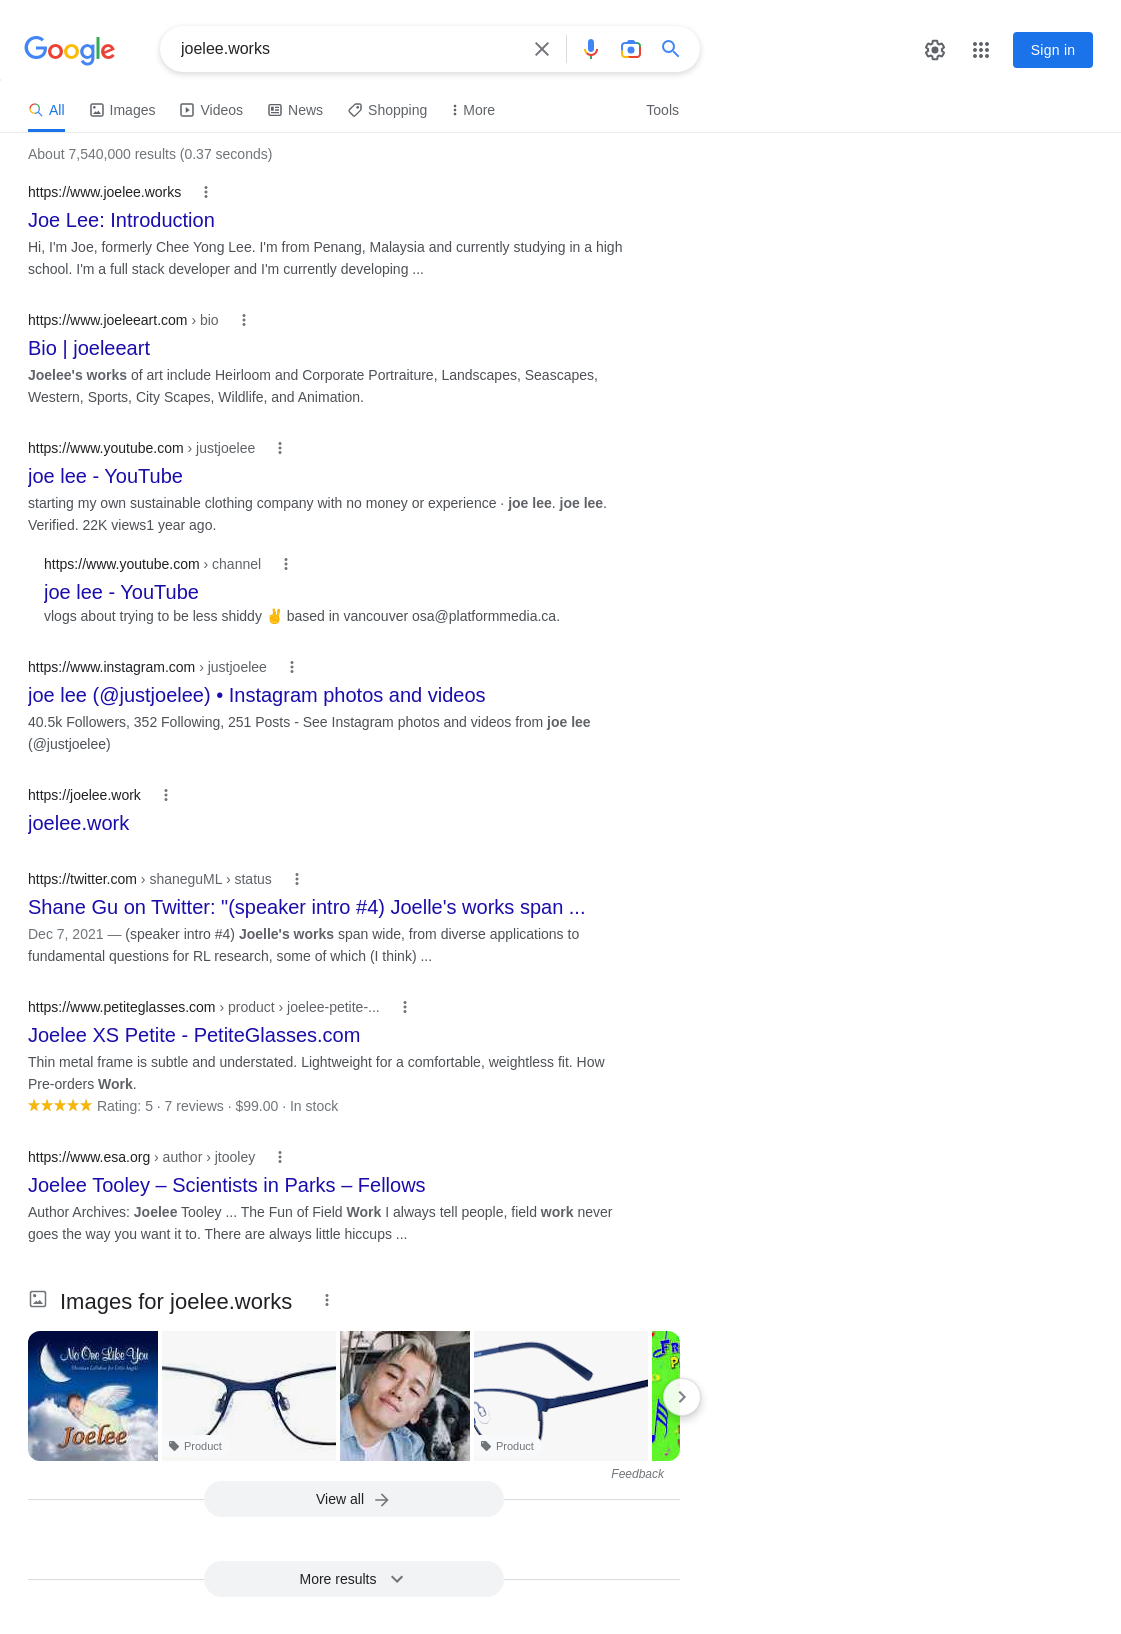 Google
joelee.works
Sign in
All
Images
Videos
News
Shopping
More
Tools
About 7,540,000 results (0.37 seconds)
https://www.joelee.works
Joe Lee: Introduction
Hi, I'm Joe, formerly Chee Yong Lee. I'm from Penang, Malaysia and currently studying in a high
school. I'm a full stack developer and I'm currently developing ...
https://www.joeleeart.com › bio
Bio | joeleeart
Joelee's works of art include Heirloom and Corporate Portraiture, Landscapes, Seascapes,
Western, Sports, City Scapes, Wildlife, and Animation.
https://www.youtube.com › justjoelee
joe lee - YouTube
starting my own sustainable clothing company with no money or experience · joe lee. joe lee.
Verified. 22K views1 year ago.
https://www.youtube.com › channel
joe lee - YouTube
vlogs about trying to be less shiddy ✌ based in vancouver osa@platformmedia.ca.
https://www.instagram.com › justjoelee
joe lee (@justjoelee) • Instagram photos and videos
40.5k Followers, 352 Following, 251 Posts - See Instagram photos and videos from joe lee
(@justjoelee)
https://joelee.work
joelee.work
https://twitter.com › shaneguML › status
Shane Gu on Twitter: "(speaker intro #4) Joelle's works span ...
Dec 7, 2021 — (speaker intro #4) Joelle's works span wide, from diverse applications to
fundamental questions for RL research, some of which (I think) ...
https://www.petiteglasses.com › product › joelee-petite-...
Joelee XS Petite - PetiteGlasses.com
Thin metal frame is subtle and understated. Lightweight for a comfortable, weightless fit. How
Pre-orders Work.
Rating: 5 · 7 reviews · $99.00 · In stock
https://www.esa.org › author › jtooley
Joelee Tooley – Scientists in Parks – Fellows
Author Archives: Joelee Tooley ... The Fun of Field Work I always tell people, field work never
goes the way you want it to. There are always little hiccups ...
Images for joelee.works
No One Like You
Joelee
Product
Product
Feedback
View all
More results